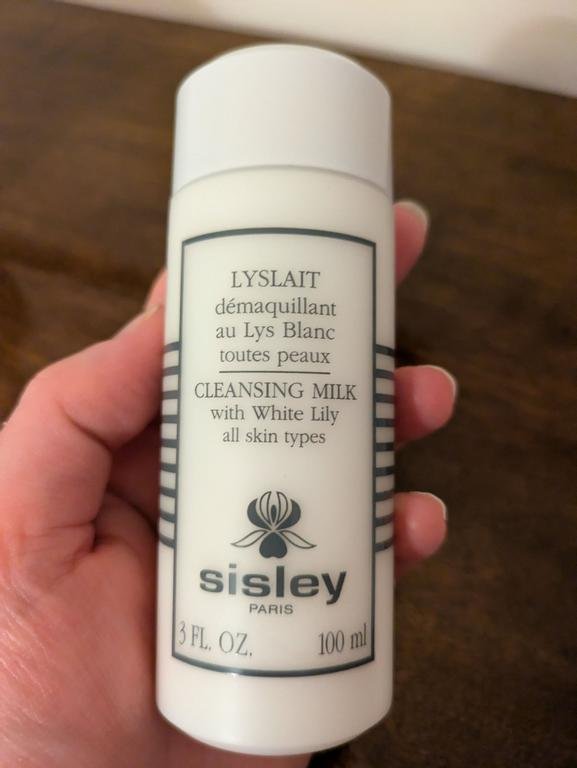 LYSLAIT
démaquillant
au Lys Blanc
toutes peaux
CLEANSING MILK
with White Lily
all skin types
sisley
PARIS
3 FL. OZ. 100 ml